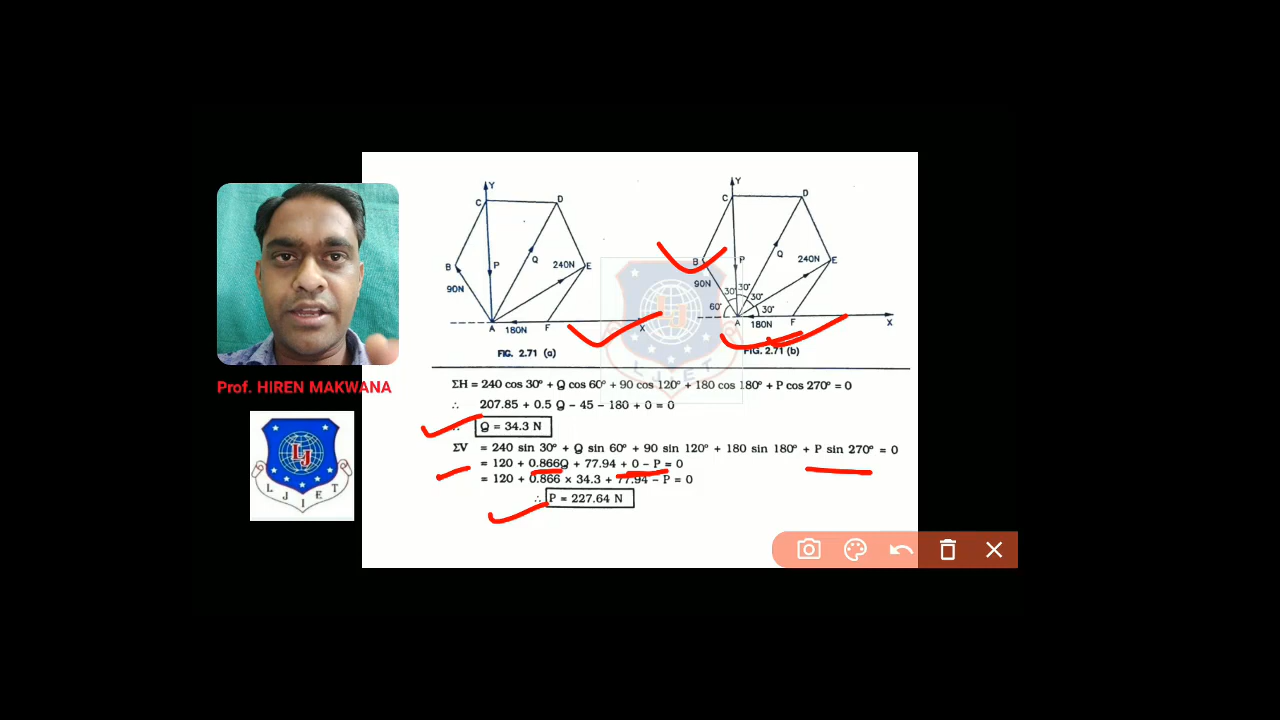 Y
C
D
B
P
Q
240N
E
90N
A
180N
F
X
FIG. 2.71 (a)
Y
C
D
B
P
Q
240N
E
90N
30°
30°
30°
60°
30°
A
180N
F
X
FIG. 2.71 (b)
ΣH = 240 cos 30° + Q cos 60° + 90 cos 120° + 180 cos 180° + P cos 270° = 0
∴ 207.85 + 0.5 Q – 45 – 180 + 0 = 0
∴ Q = 34.3 N
ΣV = 240 sin 30° + Q sin 60° + 90 sin 120° + 180 sin 180° + P sin 270° = 0
= 120 + 0.866Q + 77.94 + 0 – P = 0
= 120 + 0.866 × 34.3 + 77.94 – P = 0
∴ P = 227.64 N
Prof. HIREN MAKWANA
LJ
LJIET
LJ
LJIET